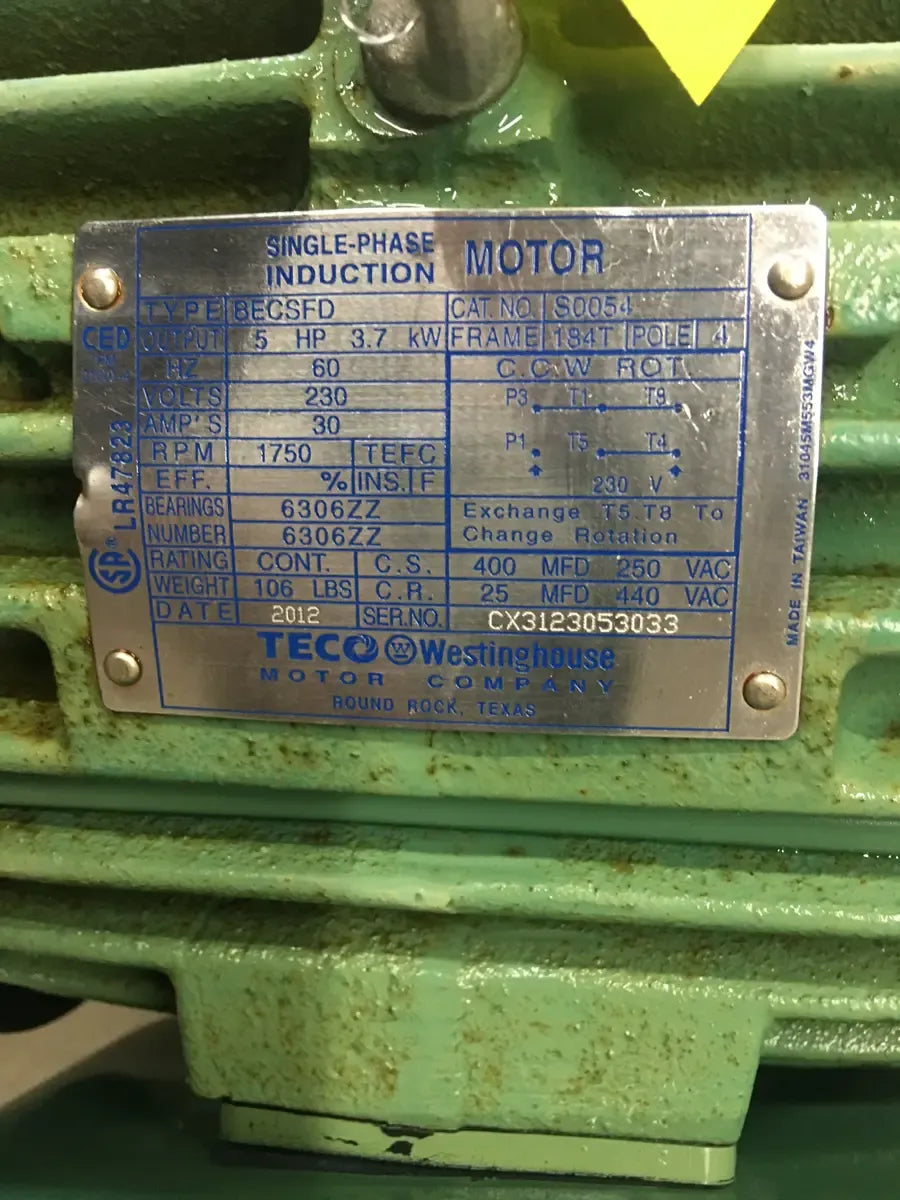 SINGLE-PHASE
INDUCTION MOTOR
TYPE 8ECSFD CAT. NO. S0054
OUTPUT 5 HP 3.7 kW FRAME 184T POLE 4
HZ 60 C.C.W ROT.
VOLTS 230 P3 T1 T8
AMP'S 30
RPM 1750 TEFC P1 T5 T4
EFF. % INS. F 230 V
BEARINGS 6306ZZ Exchange T5.T8 To
NUMBER 6306ZZ Change Rotation
RATING CONT. C.S. 400 MFD 250 VAC
WEIGHT 106 LBS C.R. 25 MFD 440 VAC
DATE 2012 SER.NO. CX3123053033
TECO W Westinghouse
MOTOR COMPANY
ROUND ROCK, TEXAS
CED
LR47823
SA®
MADE IN TAIWAN 31045M553MGW4